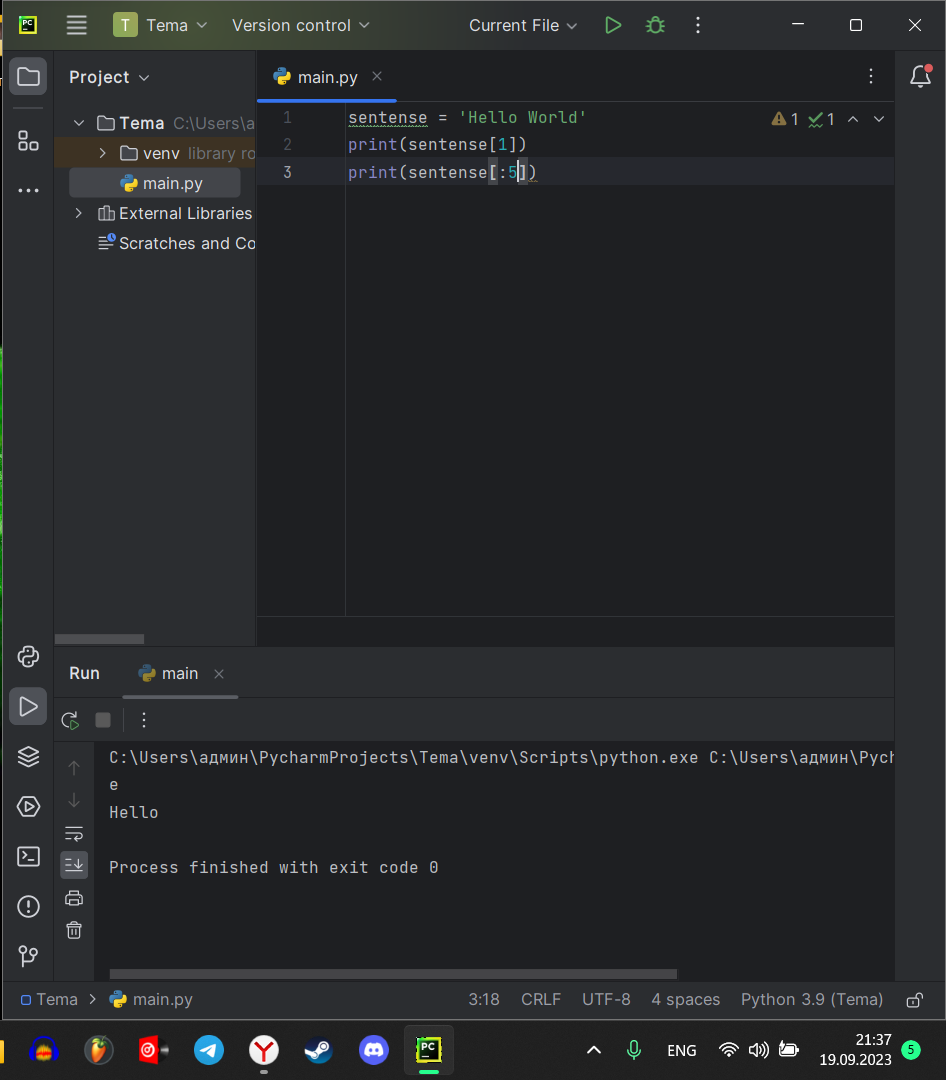 PC T Tema Version control Current File
Project
main.py
Tema C:\Users\a
venv library ro
main.py
External Libraries
Scratches and Co
1 sentense = 'Hello World'
1 1
2 print(sentense[1])
3 print(sentense[:5])
Run main
C:\Users\админ\PycharmProjects\Tema\venv\Scripts\python.exe C:\Users\админ\Pych
e
Hello
Process finished with exit code 0
Tema > main.py 3:18 CRLF UTF-8 4 spaces Python 3.9 (Tema)
PC
ENG
21:37
19.09.2023
5